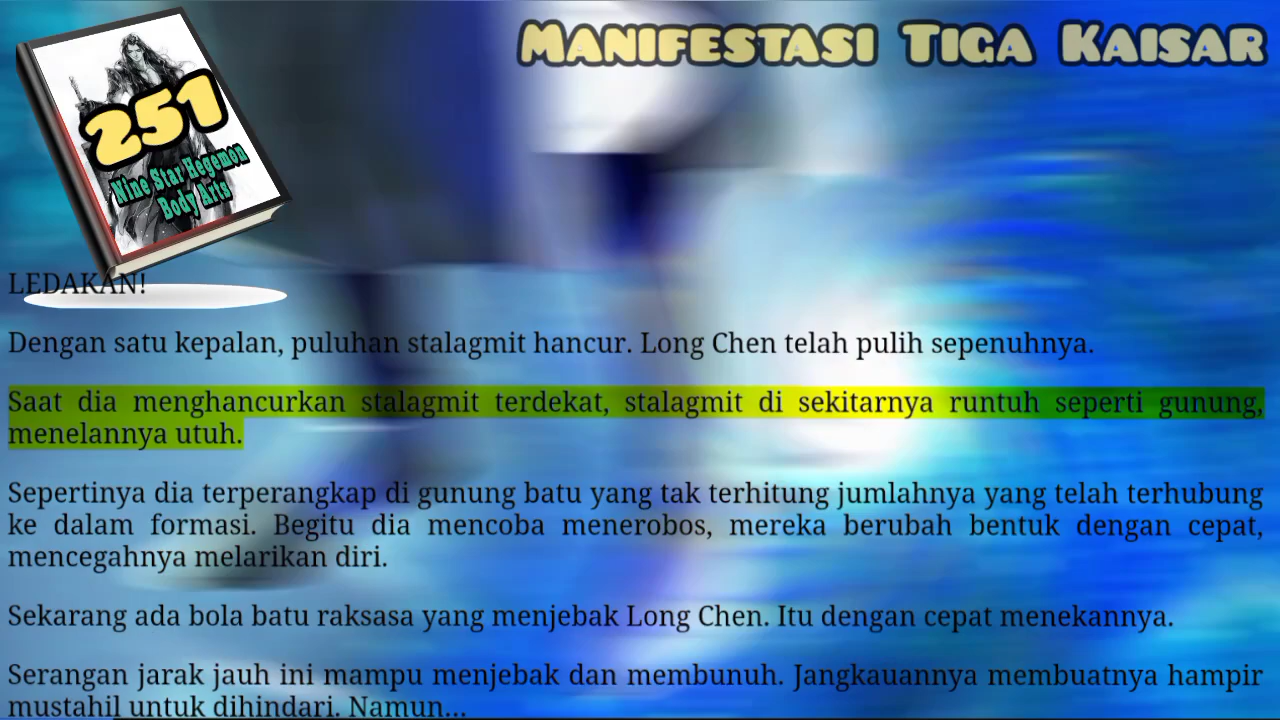 MANIFESTASI TIGA KAISAR
251
Nine Star Hegemon
Body Arts
LEDAKAN!
Dengan satu kepalan, puluhan stalagmit hancur. Long Chen telah pulih sepenuhnya.
Saat dia menghancurkan stalagmit terdekat, stalagmit di sekitarnya runtuh seperti gunung,
menelannya utuh.
Sepertinya dia terperangkap di gunung batu yang tak terhitung jumlahnya yang telah terhubung
ke dalam formasi. Begitu dia mencoba menerobos, mereka berubah bentuk dengan cepat,
mencegahnya melarikan diri.
Sekarang ada bola batu raksasa yang menjebak Long Chen. Itu dengan cepat menekannya.
Serangan jarak jauh ini mampu menjebak dan membunuh. Jangkauannya membuatnya hampir
mustahil untuk dihindari. Namun...